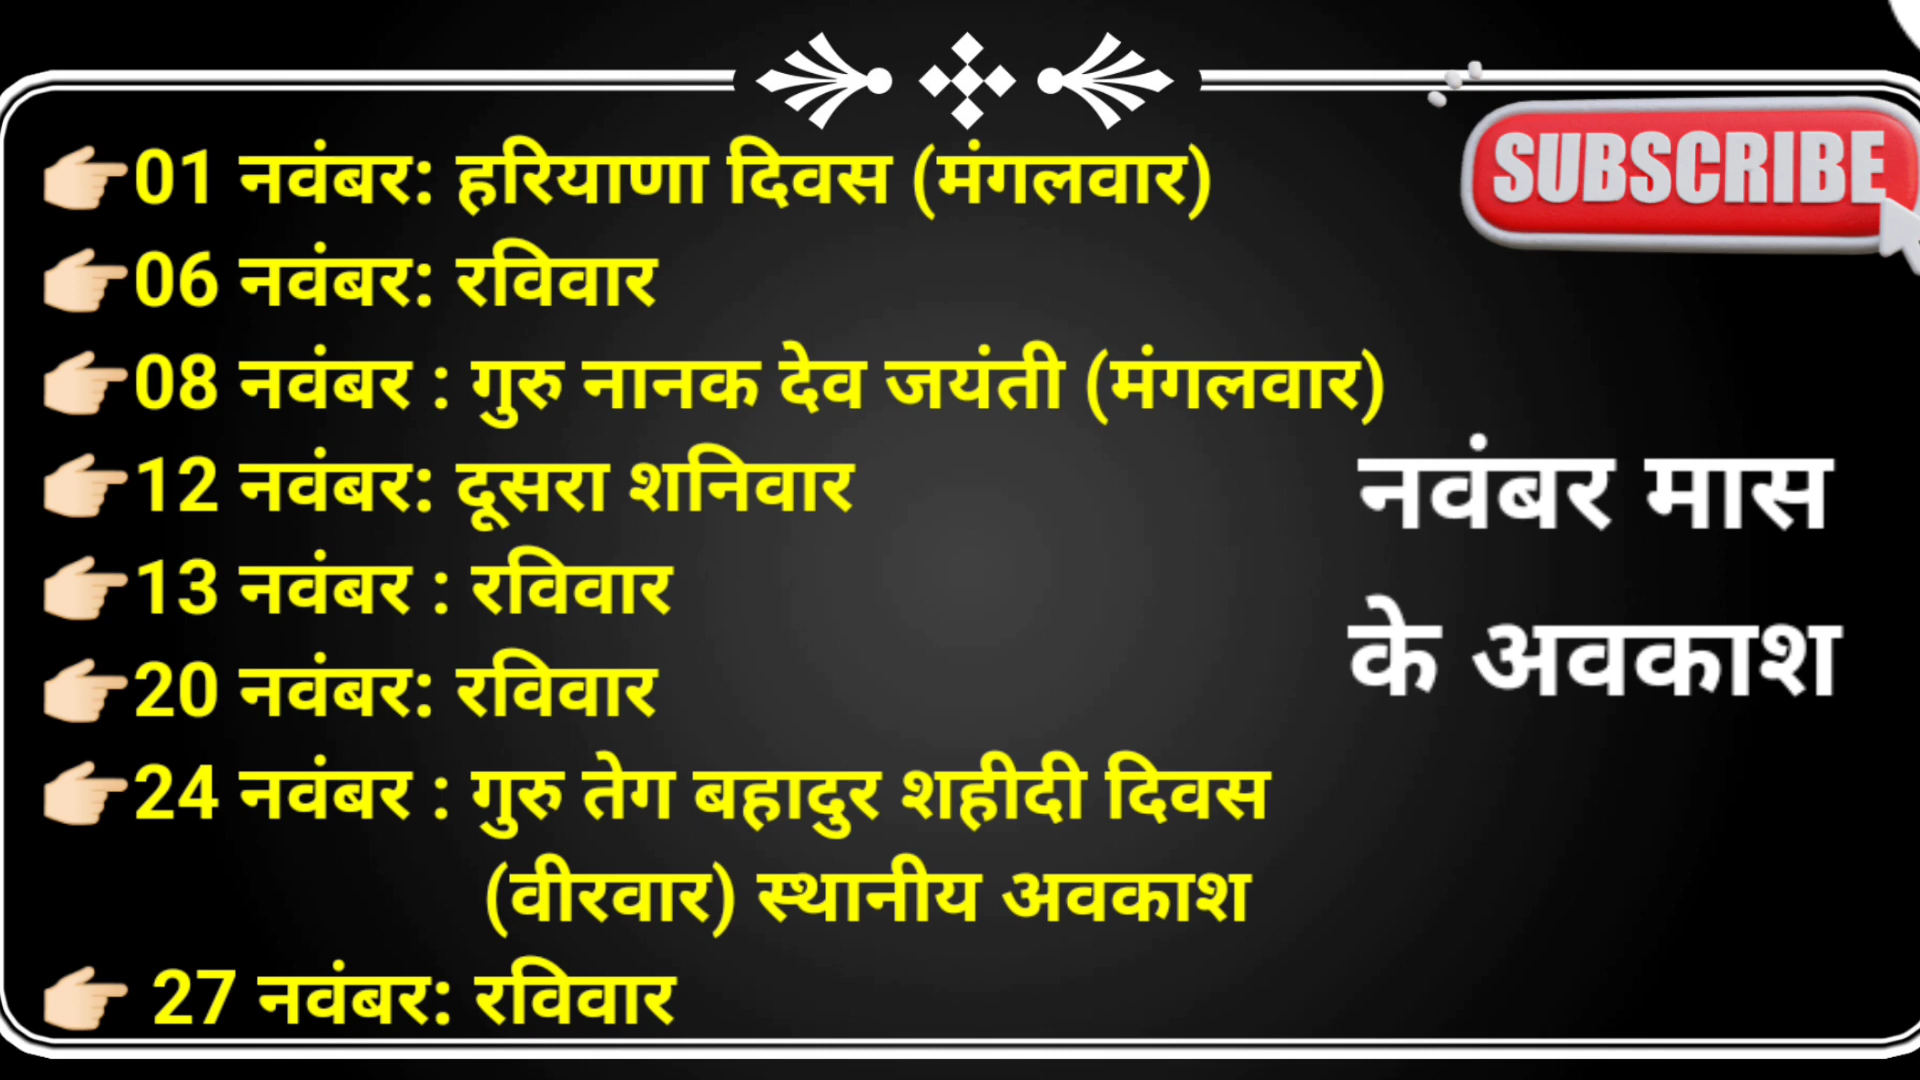 👉🏻01 नवंबर: हरियाणा दिवस (मंगलवार)
👉🏻06 नवंबर: रविवार
👉🏻08 नवंबर : गुरु नानक देव जयंती (मंगलवार)
👉🏻12 नवंबर: दूसरा शनिवार
👉🏻13 नवंबर : रविवार
👉🏻20 नवंबर: रविवार
👉🏻24 नवंबर : गुरु तेग बहादुर शहीदी दिवस
(वीरवार) स्थानीय अवकाश
👉🏻 27 नवंबर: रविवार
SUBSCRIBE
नवंबर मास
के अवकाश